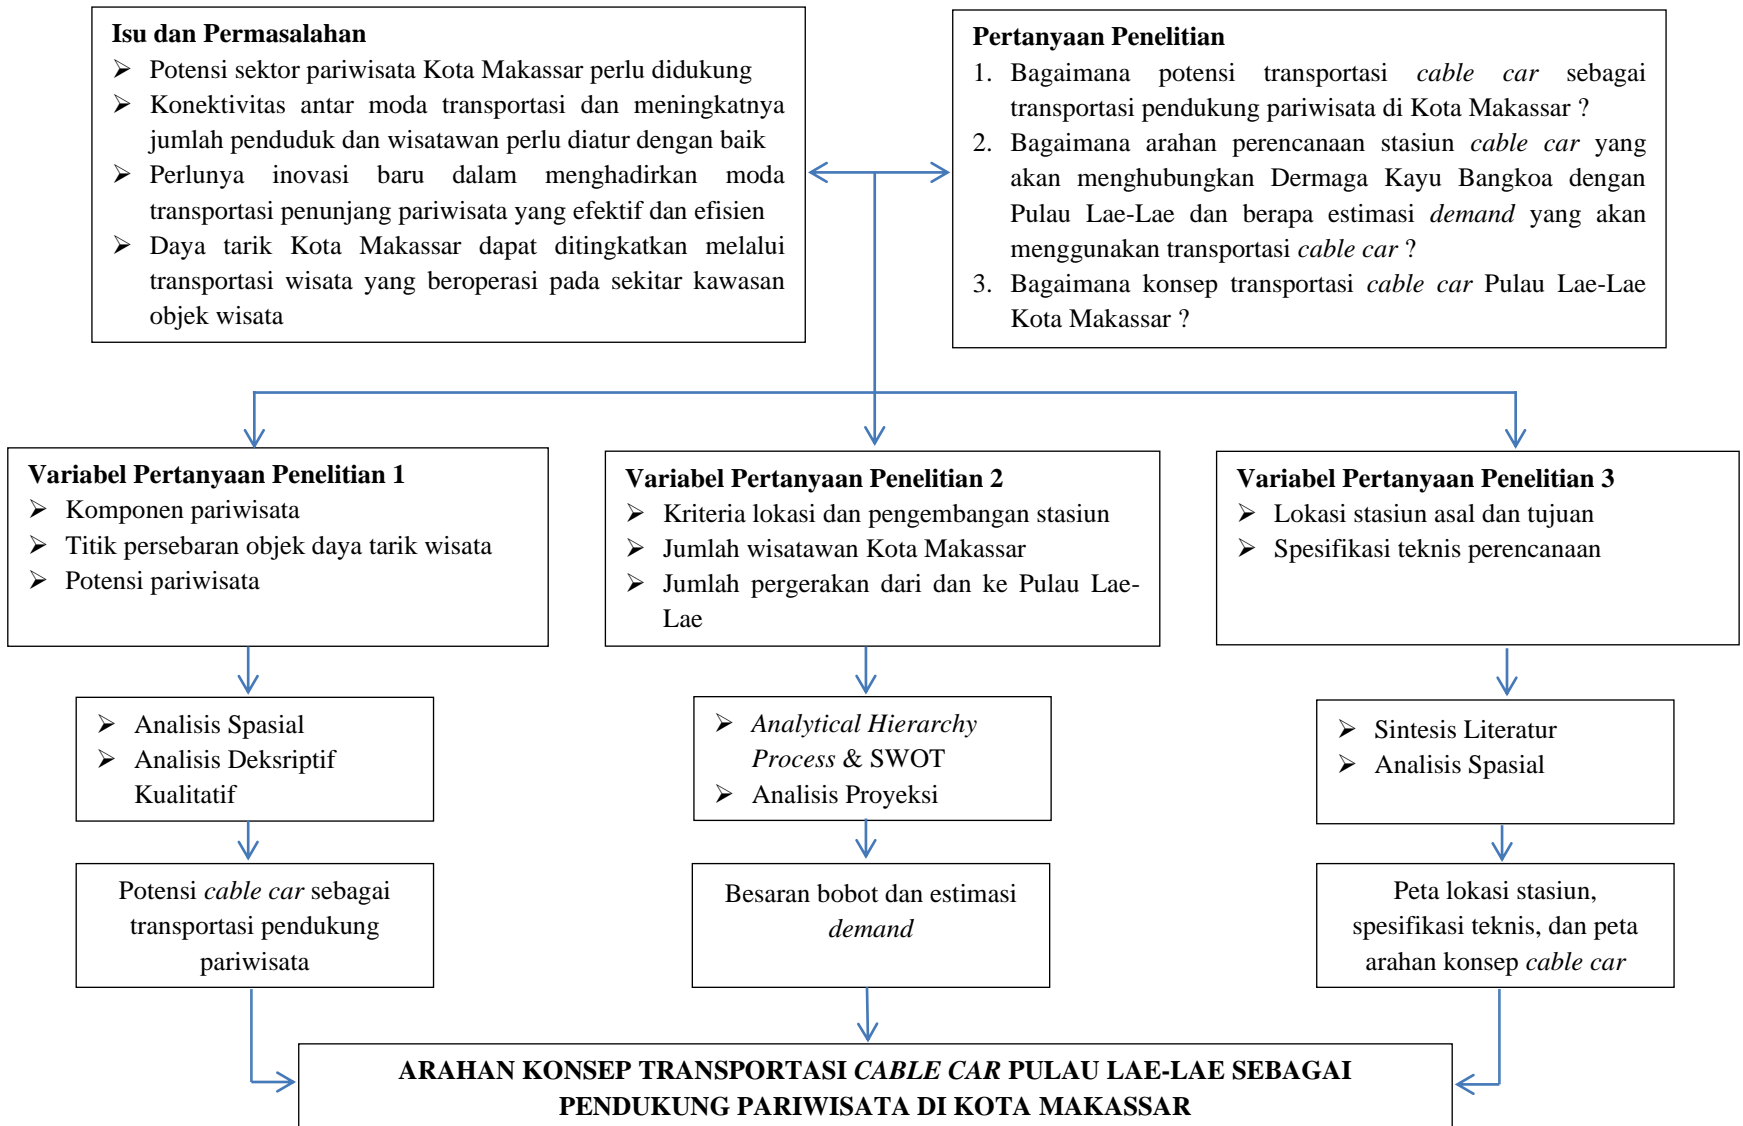 Isu dan Permasalahan
➢ Potensi sektor pariwisata Kota Makassar perlu didukung
➢ Konektivitas antar moda transportasi dan meningkatnya
jumlah penduduk dan wisatawan perlu diatur dengan baik
➢ Perlunya inovasi baru dalam menghadirkan moda
transportasi penunjang pariwisata yang efektif dan efisien
➢ Daya tarik Kota Makassar dapat ditingkatkan melalui
transportasi wisata yang beroperasi pada sekitar kawasan
objek wisata
Pertanyaan Penelitian
1. Bagaimana potensi transportasi cable car sebagai
transportasi pendukung pariwisata di Kota Makassar ?
2. Bagaimana arahan perencanaan stasiun cable car yang
akan menghubungkan Dermaga Kayu Bangkoa dengan
Pulau Lae-Lae dan berapa estimasi demand yang akan
menggunakan transportasi cable car ?
3. Bagaimana konsep transportasi cable car Pulau Lae-Lae
Kota Makassar ?
Variabel Pertanyaan Penelitian 1
➢ Komponen pariwisata
➢ Titik persebaran objek daya tarik wisata
➢ Potensi pariwisata
Variabel Pertanyaan Penelitian 2
➢ Kriteria lokasi dan pengembangan stasiun
➢ Jumlah wisatawan Kota Makassar
➢ Jumlah pergerakan dari dan ke Pulau Lae-
Lae
Variabel Pertanyaan Penelitian 3
➢ Lokasi stasiun asal dan tujuan
➢ Spesifikasi teknis perencanaan
➢ Analisis Spasial
➢ Analisis Deksriptif
Kualitatif
➢ Analytical Hierarchy
Process & SWOT
➢ Analisis Proyeksi
➢ Sintesis Literatur
➢ Analisis Spasial
Potensi cable car sebagai
transportasi pendukung
pariwisata
Besaran bobot dan estimasi
demand
Peta lokasi stasiun,
spesifikasi teknis, dan peta
arahan konsep cable car
ARAHAN KONSEP TRANSPORTASI CABLE CAR PULAU LAE-LAE SEBAGAI
PENDUKUNG PARIWISATA DI KOTA MAKASSAR